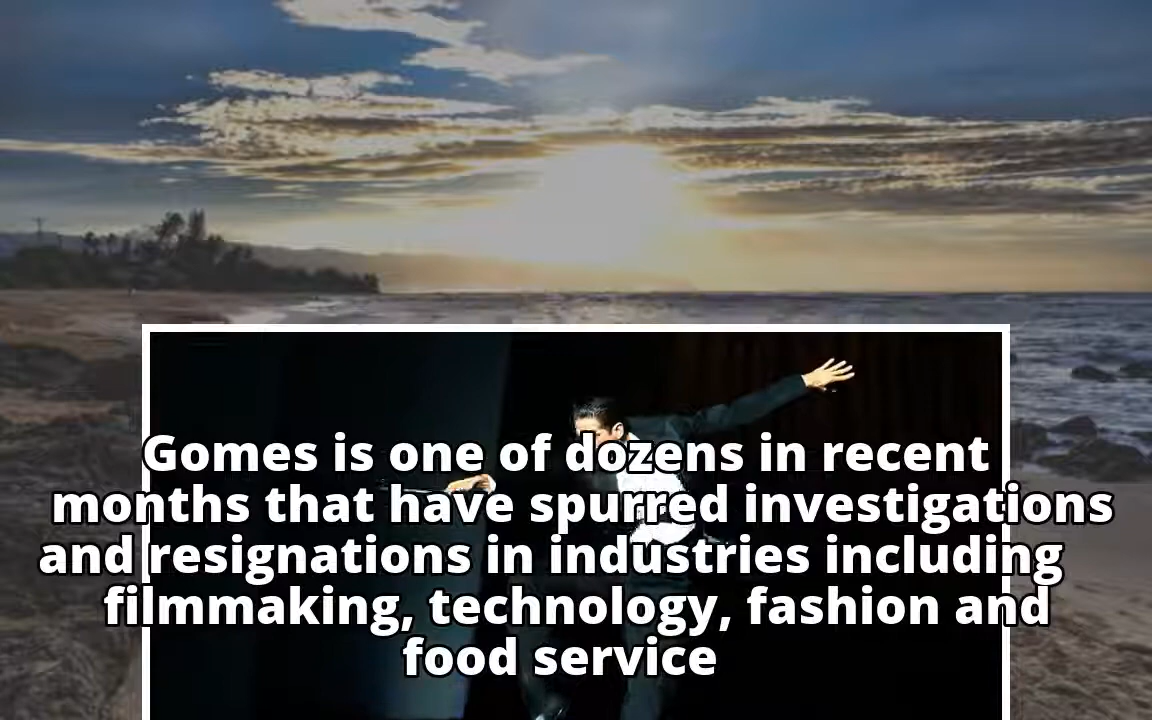 Gomes is one of dozens in recent
months that have spurred investigations
and resignations in industries including
filmmaking, technology, fashion and
food service